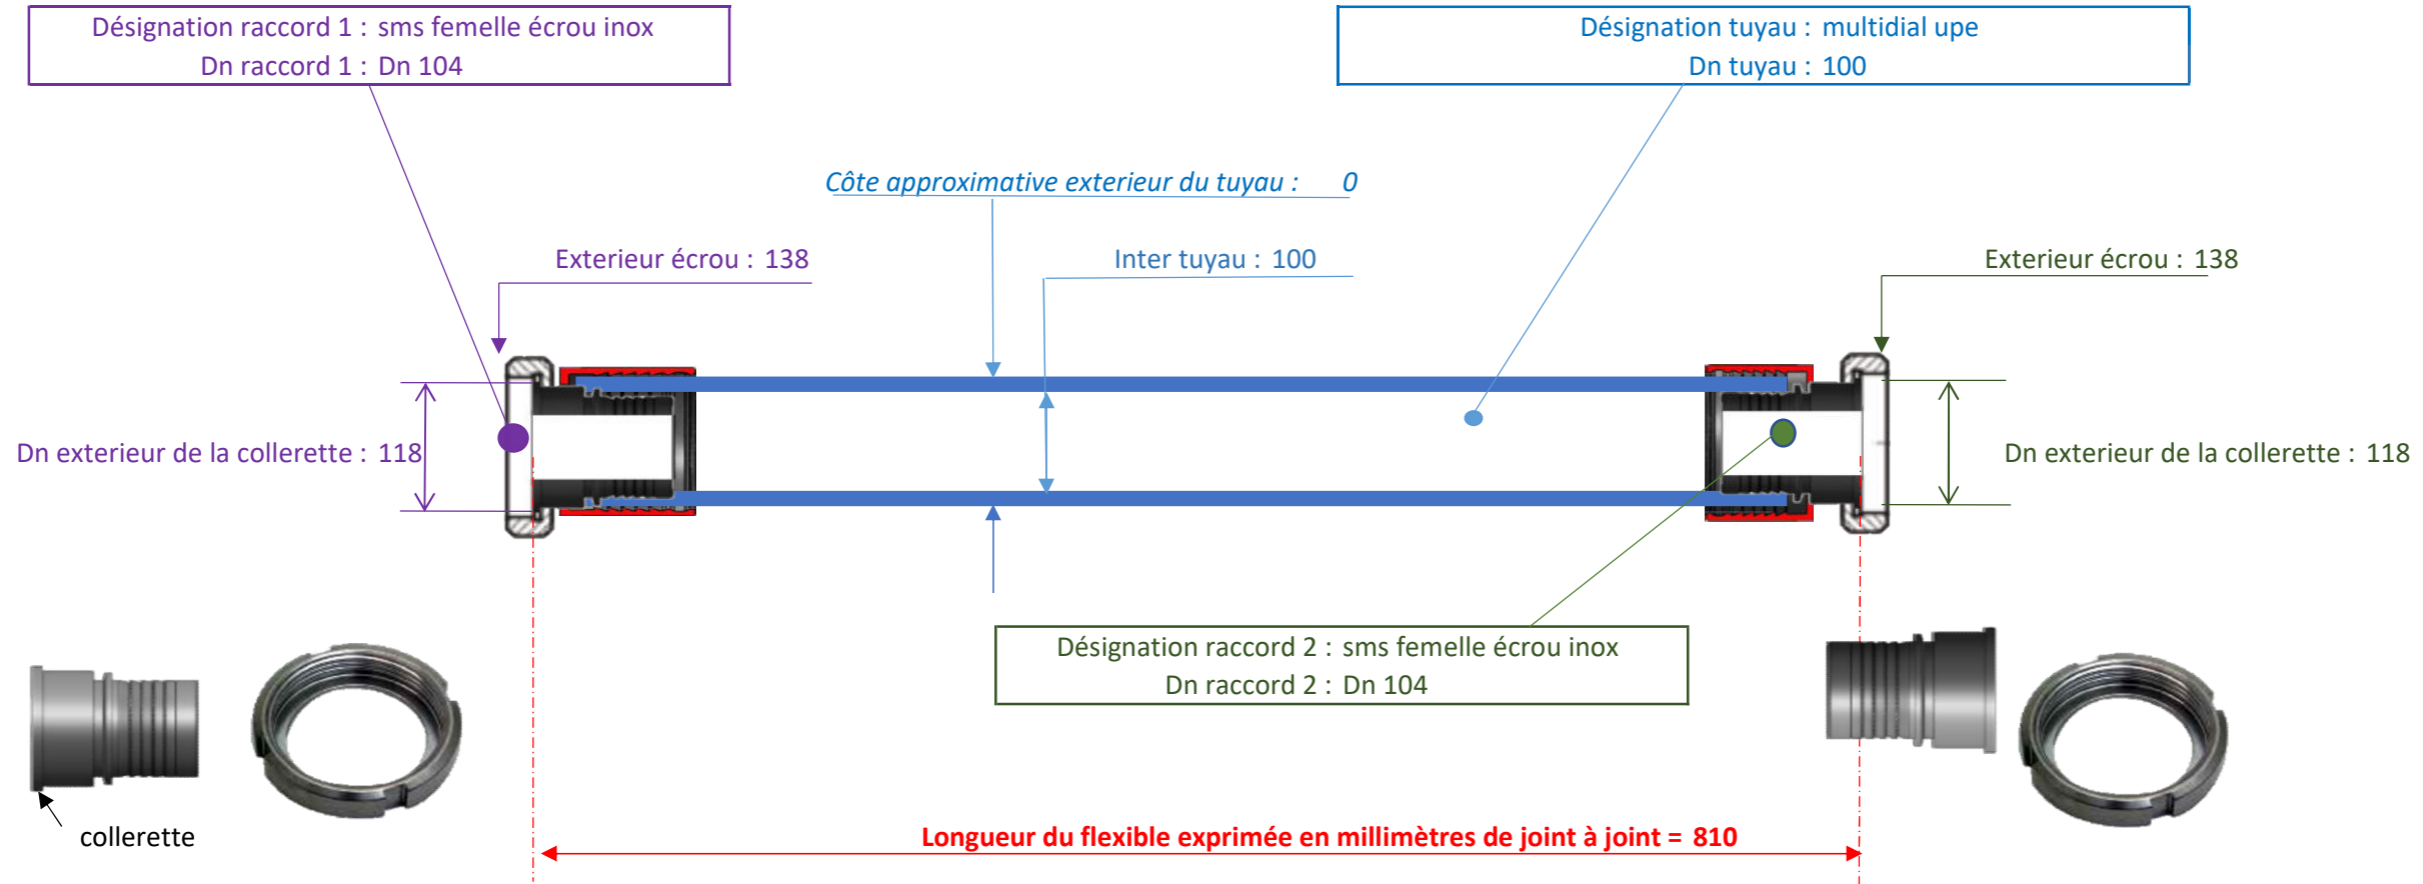 Désignation raccord 1 : sms femelle écrou inox
Dn raccord 1 : Dn 104
Désignation tuyau : multidial upe
Dn tuyau : 100
Côte approximative exterieur du tuyau : 0
Exterieur écrou : 138
Inter tuyau : 100
Exterieur écrou : 138
Dn exterieur de la collerette : 118
Dn exterieur de la collerette : 118
Désignation raccord 2 : sms femelle écrou inox
Dn raccord 2 : Dn 104
collerette
Longueur du flexible exprimée en millimètres de joint à joint = 810